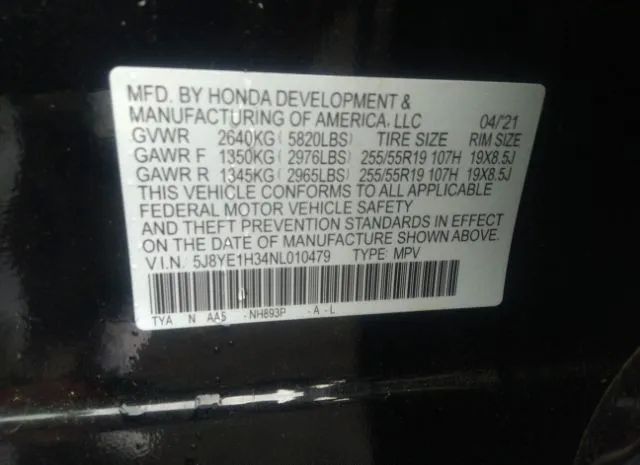 MFD. BY HONDA DEVELOPMENT &
MANUFACTURING OF AMERICA, LLC 04/'21
GVWR 2640KG( 5820LBS) TIRE SIZE RIM SIZE
GAWR F 1350KG( 2976LBS) 255/55R19 107H 19X8.5J
GAWR R 1345KG( 2965LBS) 255/55R19 107H 19X8.5J
THIS VEHICLE CONFORMS TO ALL APPLICABLE
FEDERAL MOTOR VEHICLE SAFETY
AND THEFT PREVENTION STANDARDS IN EFFECT
ON THE DATE OF MANUFACTURE SHOWN ABOVE.
V.I.N. 5J8YE1H34NL010479 TYPE: MPV
TYA N AA5 -NH893P -A-L